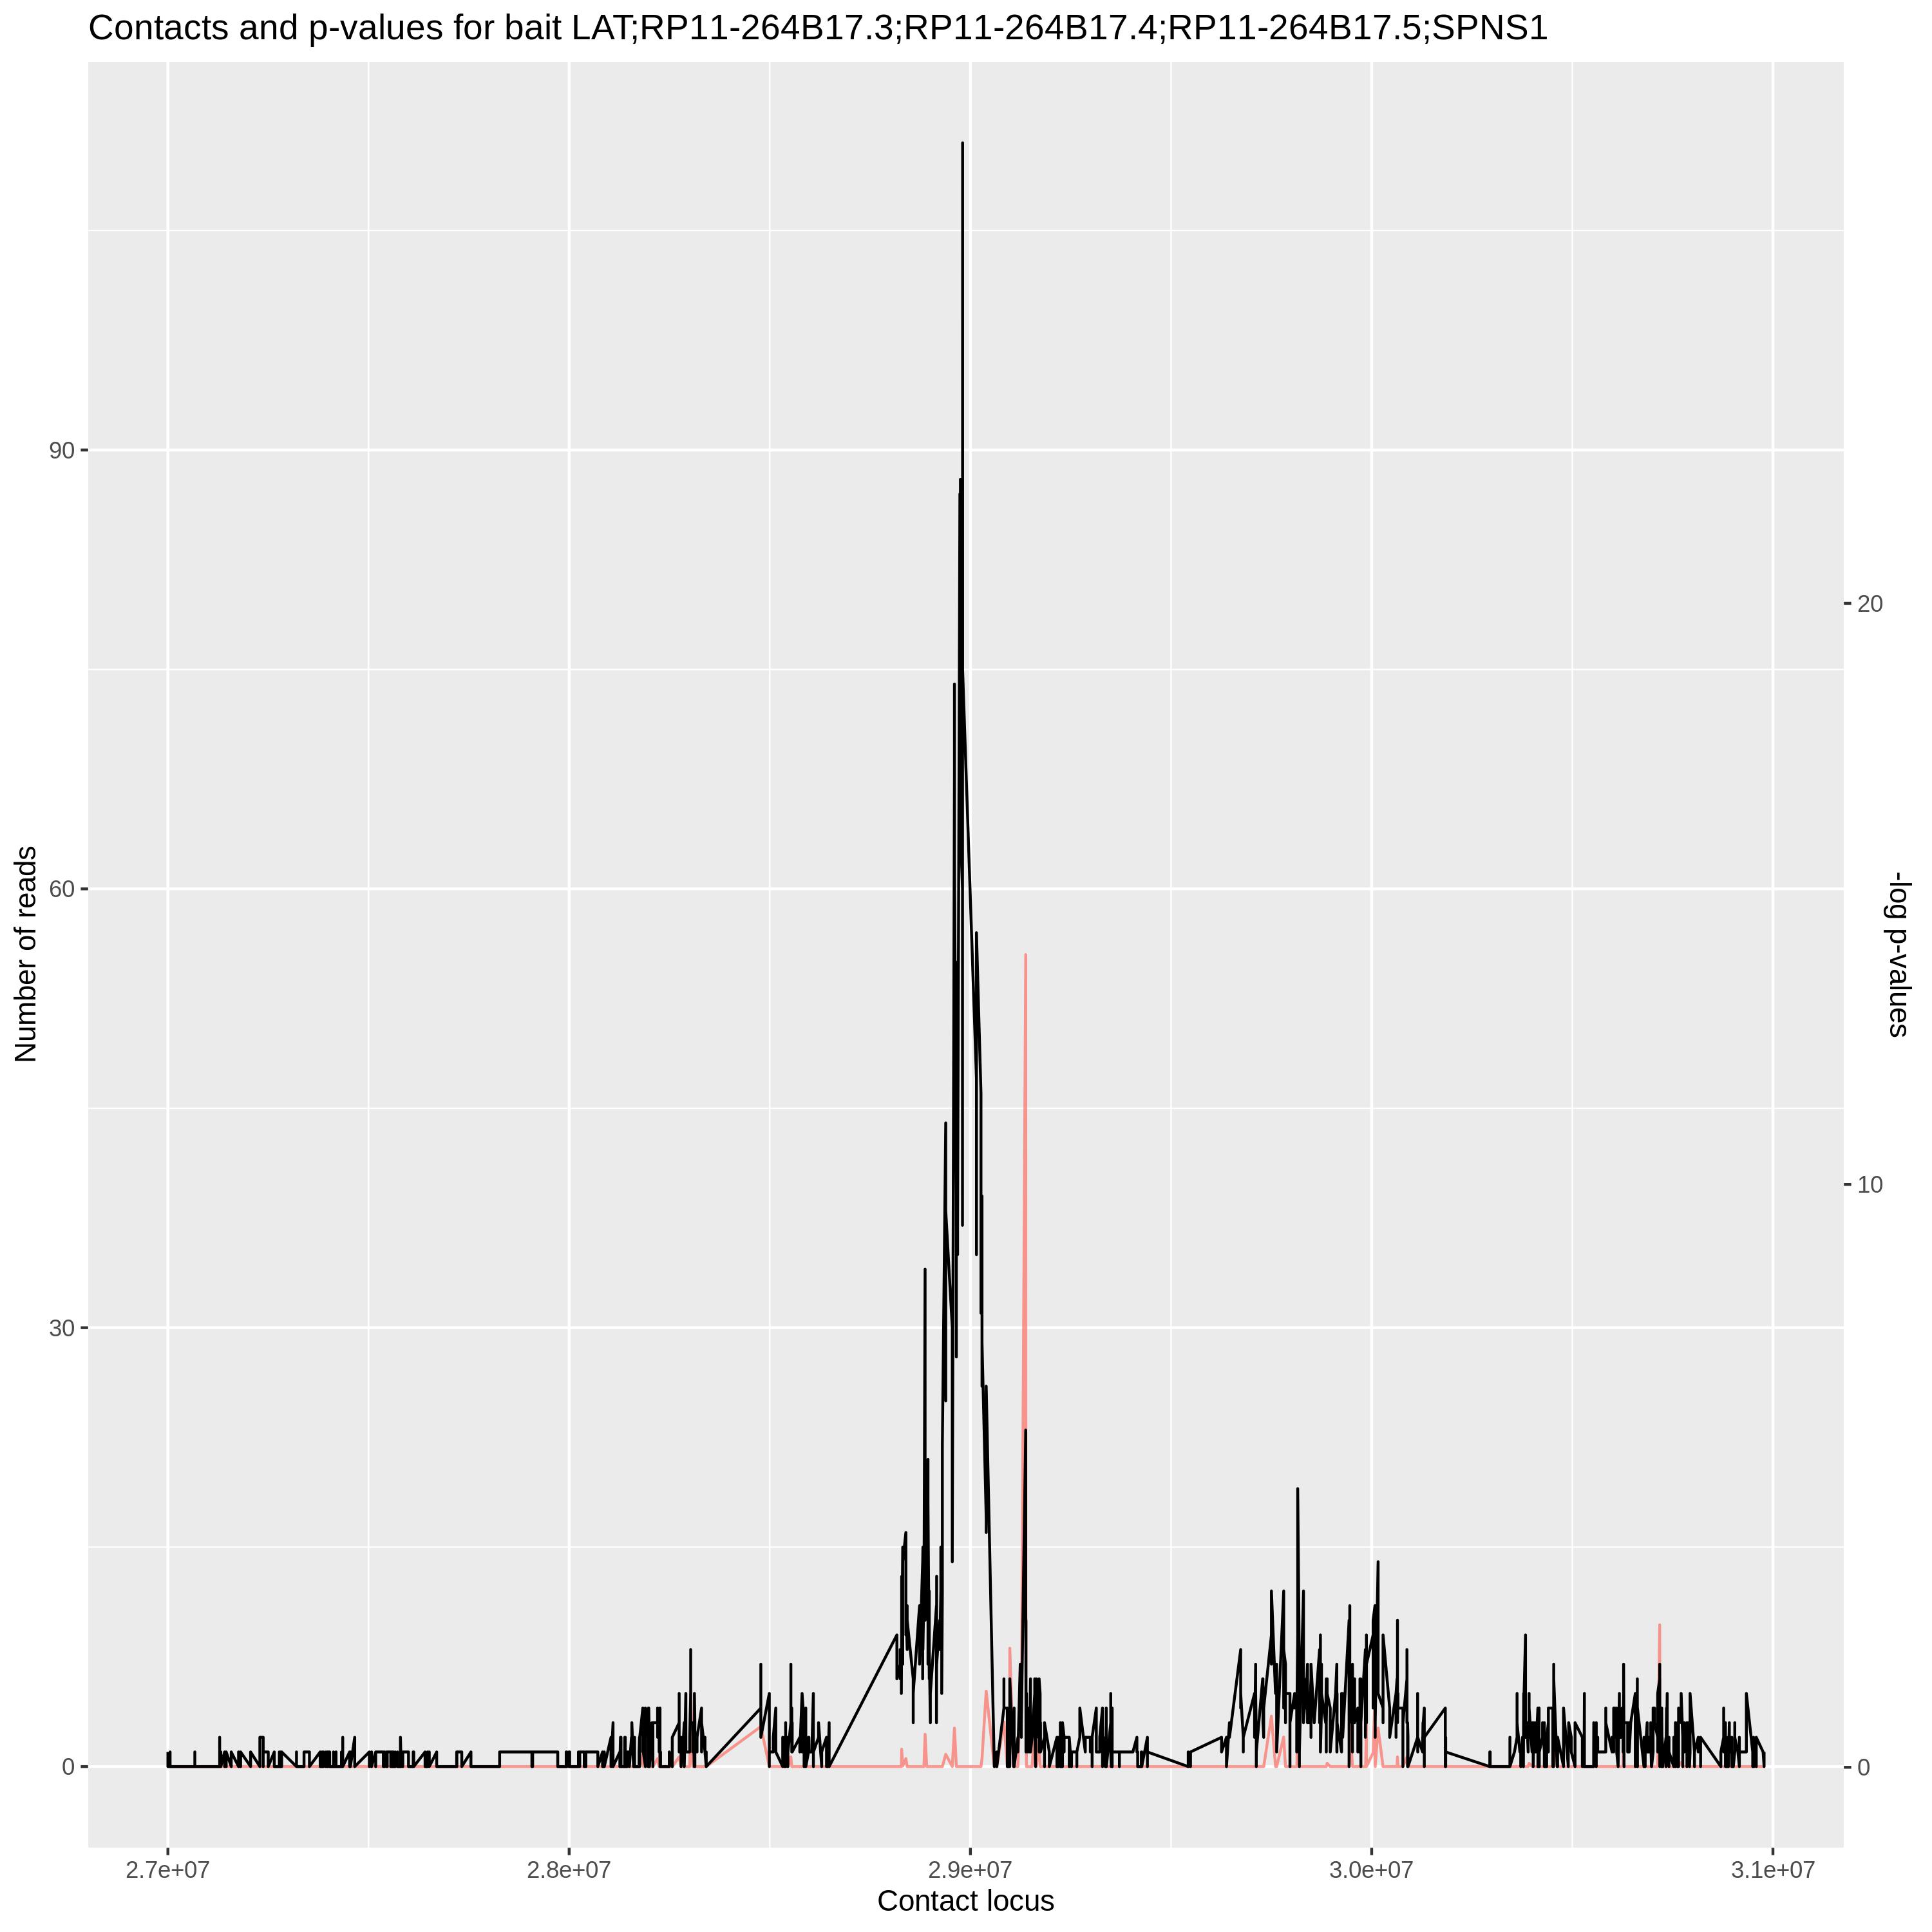 Contacts and p-values for bait LAT;RP11-264B17.3;RP11-264B17.4;RP11-264B17.5;SPNS1
90
60
30
0
Number of reads
20
10
0
-log p-values
2.7e+07
2.8e+07
2.9e+07
3.0e+07
3.1e+07
Contact locus